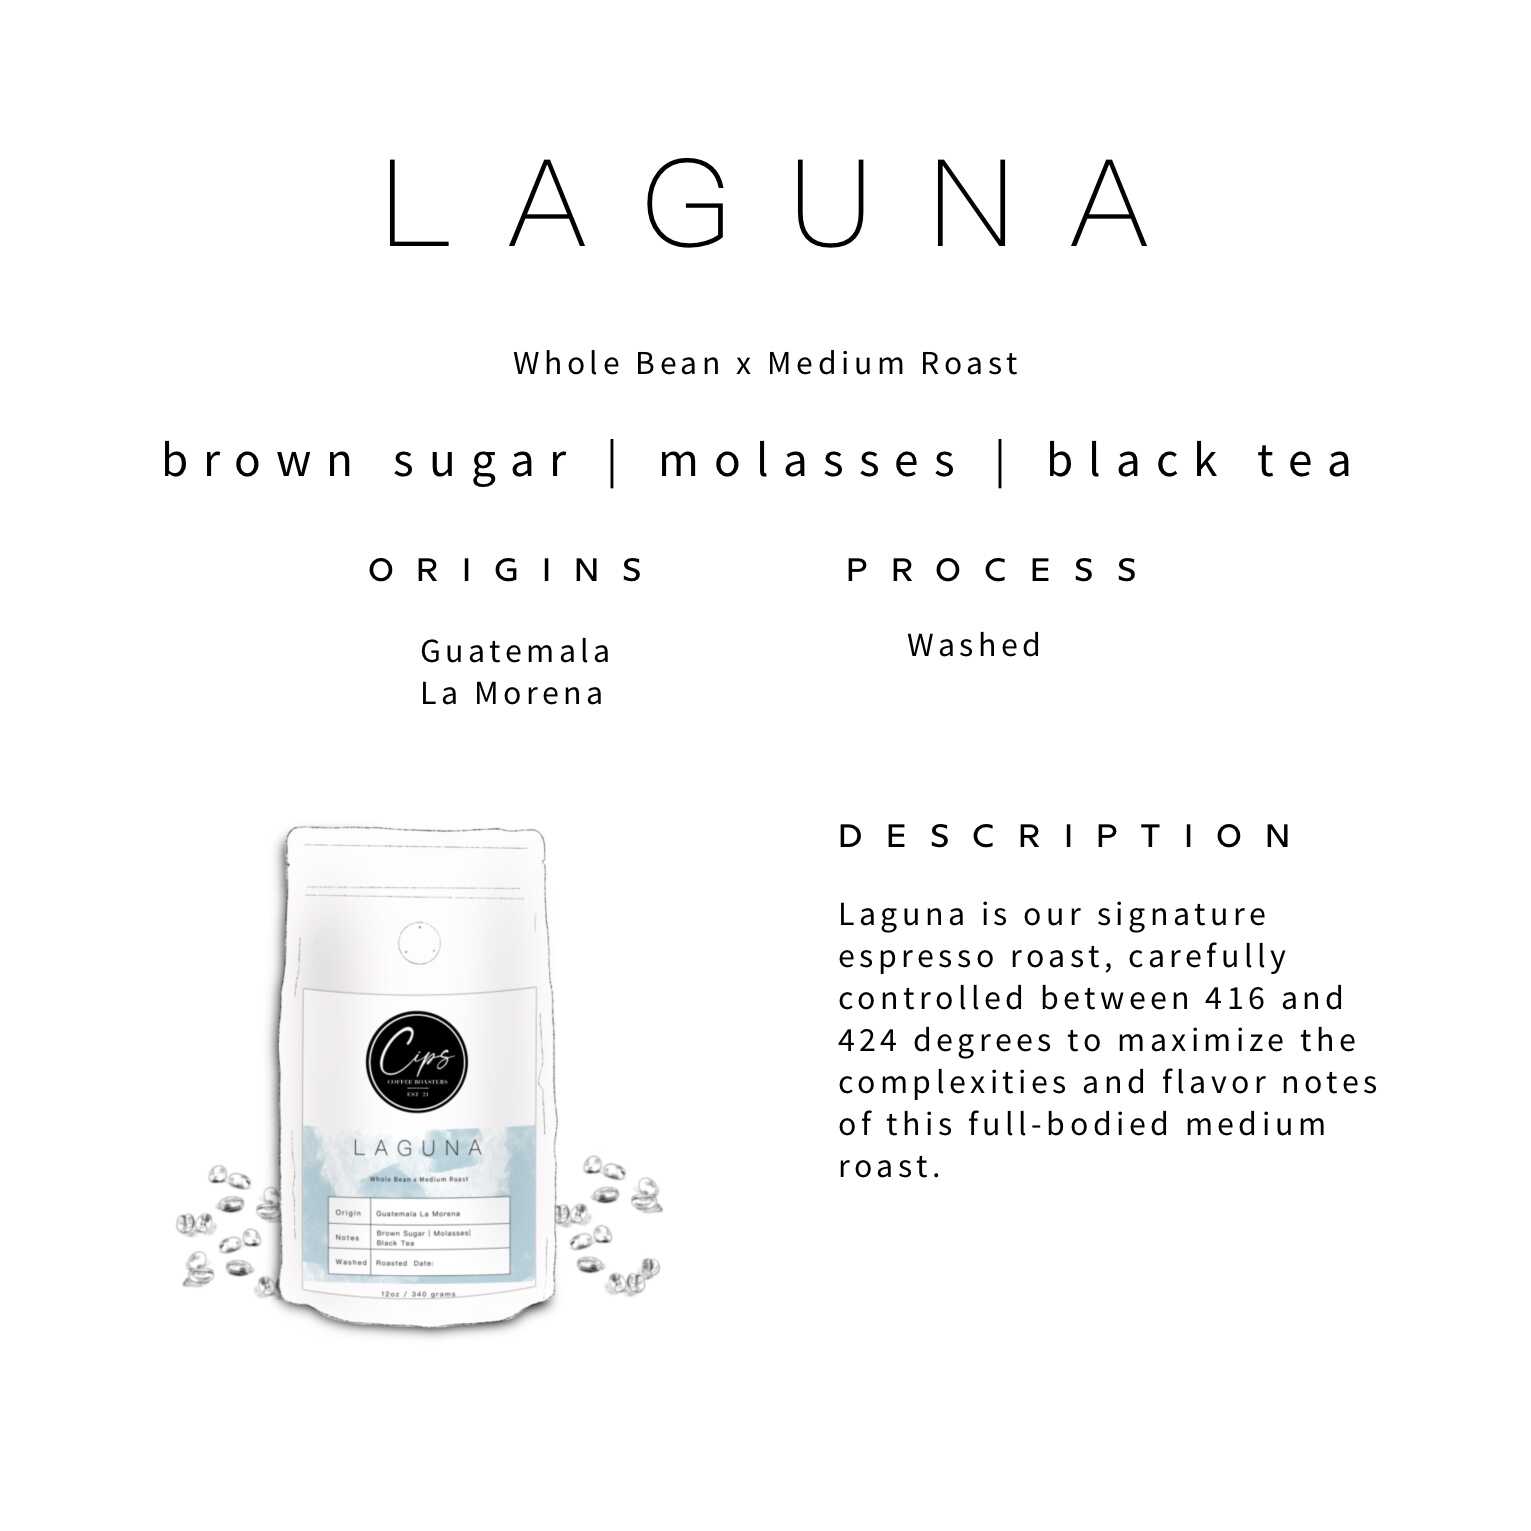 LAGUNA
Whole Bean x Medium Roast
brown sugar | molasses | black tea
ORIGINS
Guatemala
La Morena
PROCESS
Washed
DESCRIPTION
Laguna is our signature
espresso roast, carefully
controlled between 416 and
424 degrees to maximize the
complexities and flavor notes
of this full-bodied medium
roast.
Cips
COFFEE ROASTERS
EST 21
LAGUNA
Whole Bean x Medium Roast
Origin Guatemala La Morena
Notes Brown Sugar | Molasses|
Black Tea
Washed Roasted Date:
12oz / 340 grams